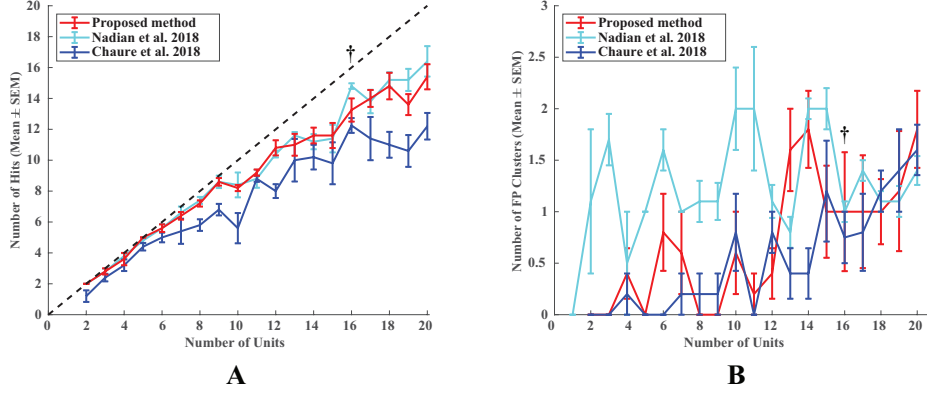 20
18
16
14
12
10
8
6
4
2
0
Number of Hits (Mean ± SEM)
Proposed method
Nadian et al. 2018
Chaure et al. 2018
†
0 2 4 6 8 10 12 14 16 18 20
Number of Units
A
3
2.5
2
1.5
1
0.5
0
Number of FP Clusters (Mean ± SEM)
Proposed method
Nadian et al. 2018
Chaure et al. 2018
†
0 2 4 6 8 10 12 14 16 18 20
Number of Units
B